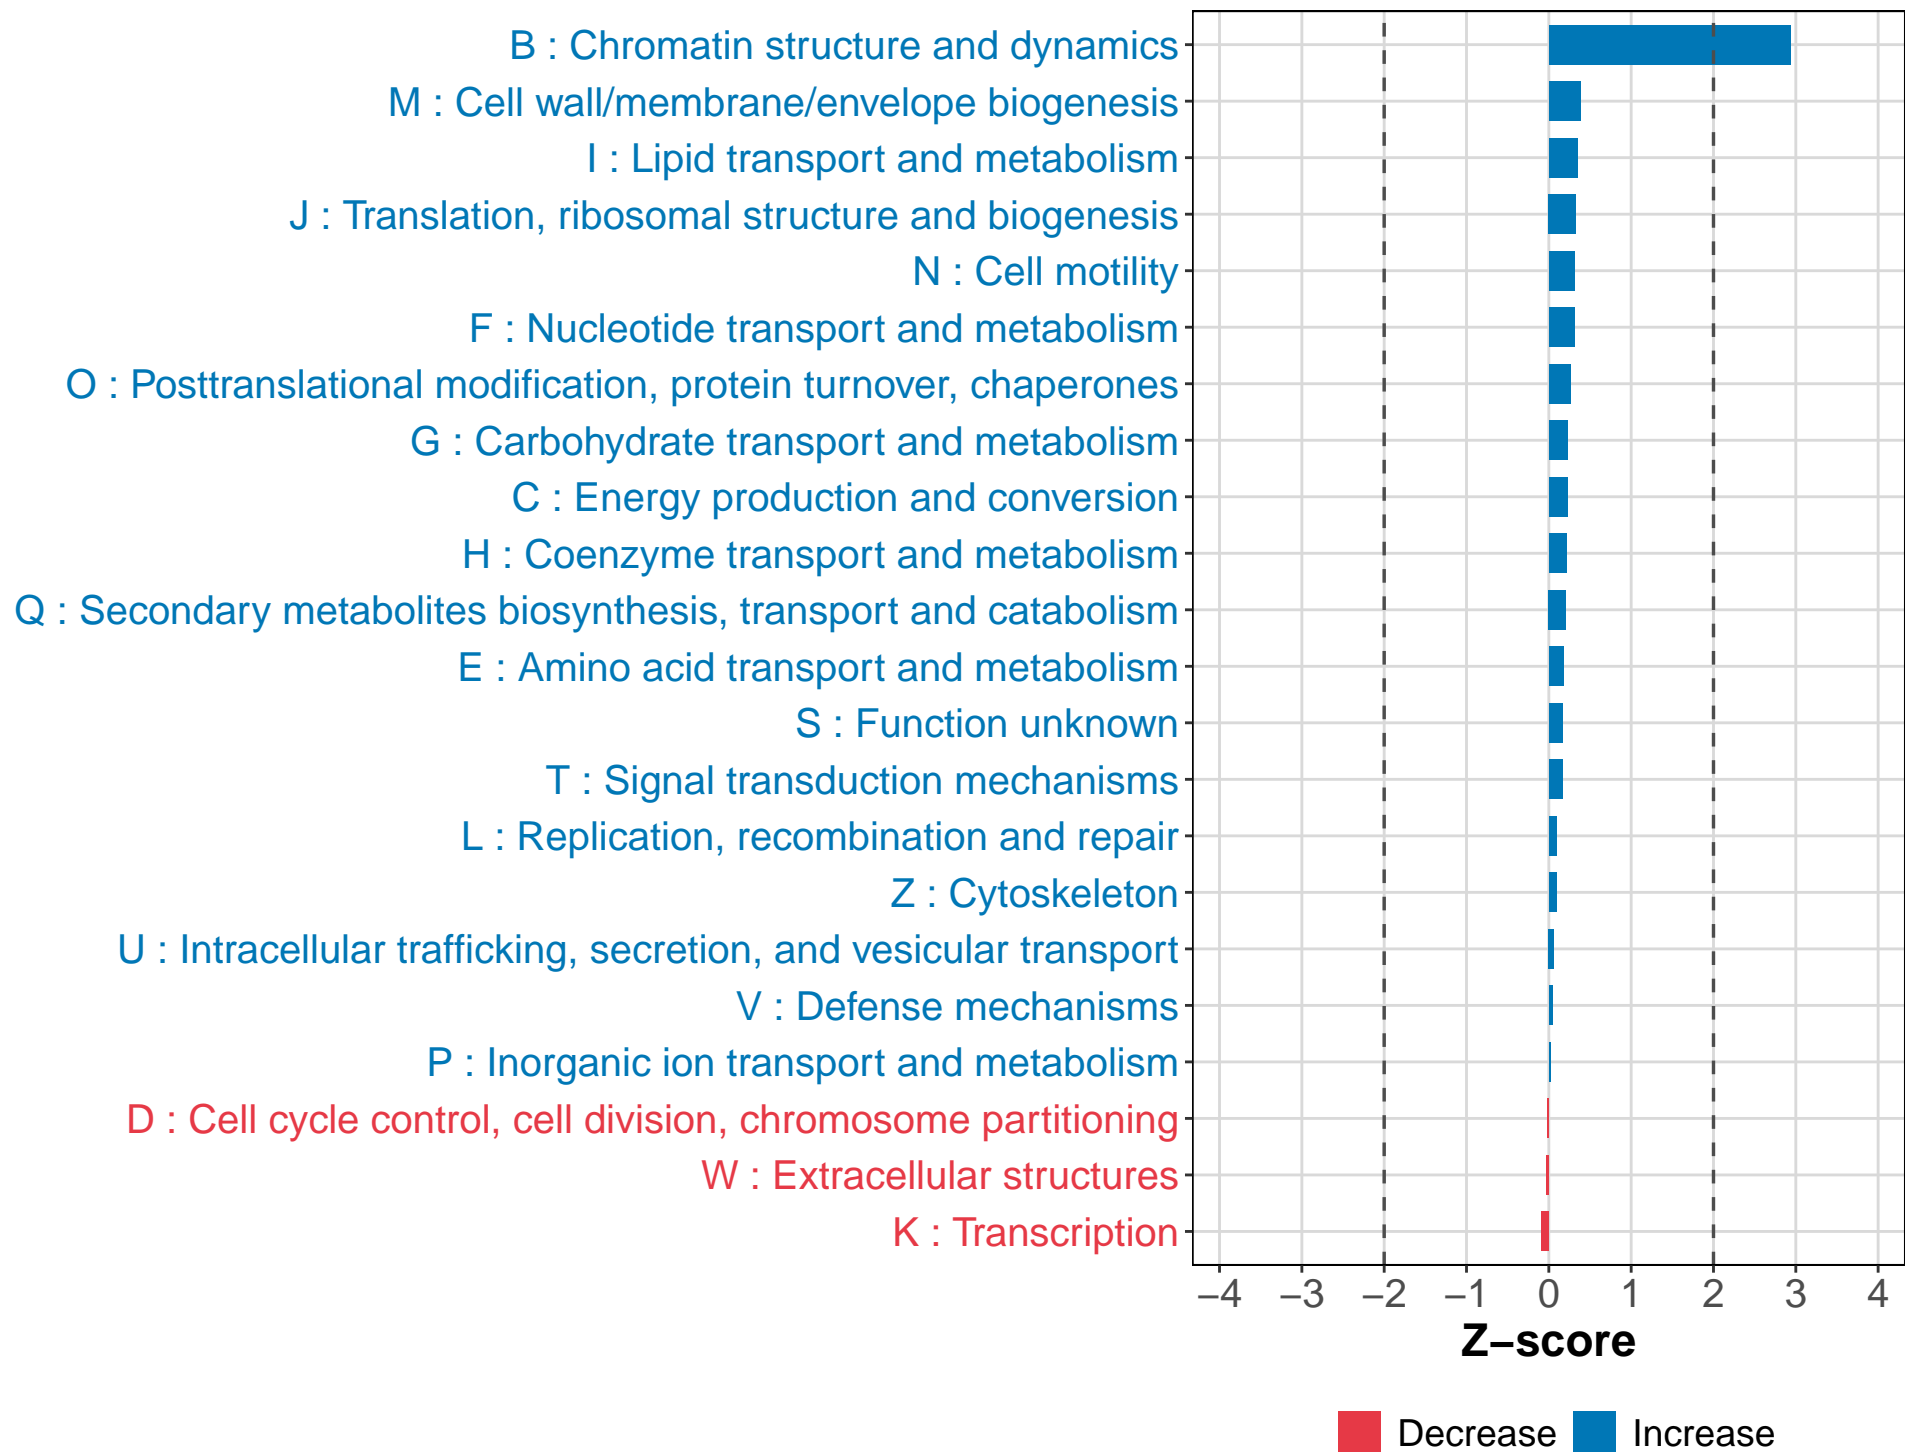 B : Chromatin structure and dynamics
M : Cell wall/membrane/envelope biogenesis
I : Lipid transport and metabolism
J : Translation, ribosomal structure and biogenesis
N : Cell motility
F : Nucleotide transport and metabolism
O : Posttranslational modification, protein turnover, chaperones
G : Carbohydrate transport and metabolism
C : Energy production and conversion
H : Coenzyme transport and metabolism
Q : Secondary metabolites biosynthesis, transport and catabolism
E : Amino acid transport and metabolism
S : Function unknown
T : Signal transduction mechanisms
L : Replication, recombination and repair
Z : Cytoskeleton
U : Intracellular trafficking, secretion, and vesicular transport
V : Defense mechanisms
P : Inorganic ion transport and metabolism
D : Cell cycle control, cell division, chromosome partitioning
W : Extracellular structures
K : Transcription
−4 −3 −2 −1 0 1 2 3 4
Z−score
Decrease Increase